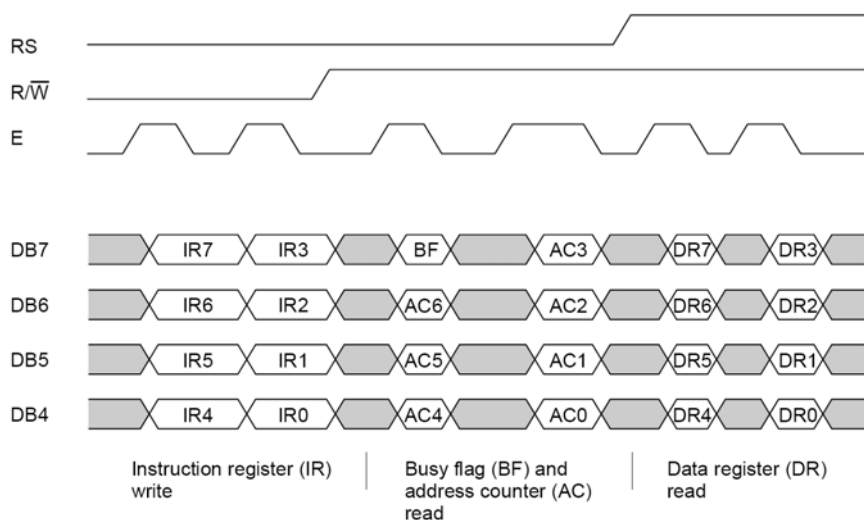 RS
R/W̅
E
DB7 IR7 IR3 BF AC3 DR7 DR3
DB6 IR6 IR2 AC6 AC2 DR6 DR2
DB5 IR5 IR1 AC5 AC1 DR5 DR1
DB4 IR4 IR0 AC4 AC0 DR4 DR0
Instruction register (IR)
write
Busy flag (BF) and
address counter (AC)
read
Data register (DR)
read